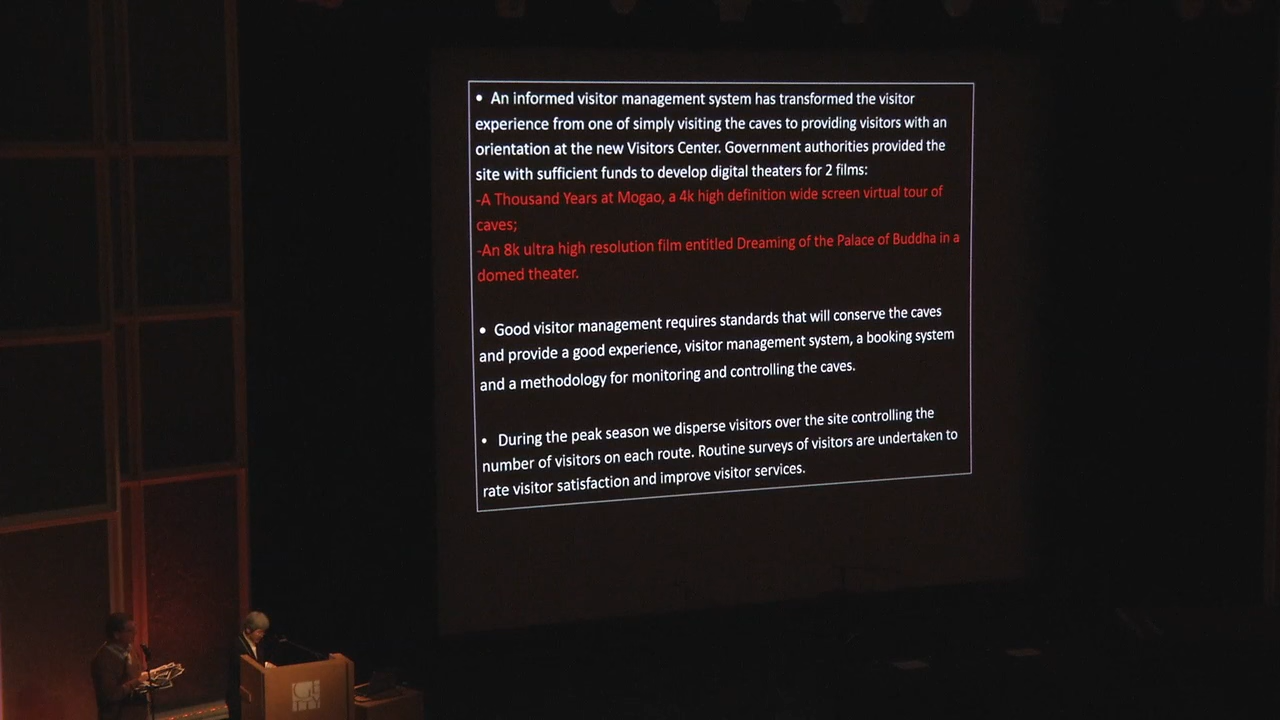 • An informed visitor management system has transformed the visitor
experience from one of simply visiting the caves to providing visitors with an
orientation at the new Visitors Center. Government authorities provided the
site with sufficient funds to develop digital theaters for 2 films:
-A Thousand Years at Mogao, a 4k high definition wide screen virtual tour of
caves;
-An 8k ultra high resolution film entitled Dreaming of the Palace of Buddha in a
domed theater.
• Good visitor management requires standards that will conserve the caves
and provide a good experience, visitor management system, a booking system
and a methodology for monitoring and controlling the caves.
• During the peak season we disperse visitors over the site controlling the
number of visitors on each route. Routine surveys of visitors are undertaken to
rate visitor satisfaction and improve visitor services.
GE
TTY